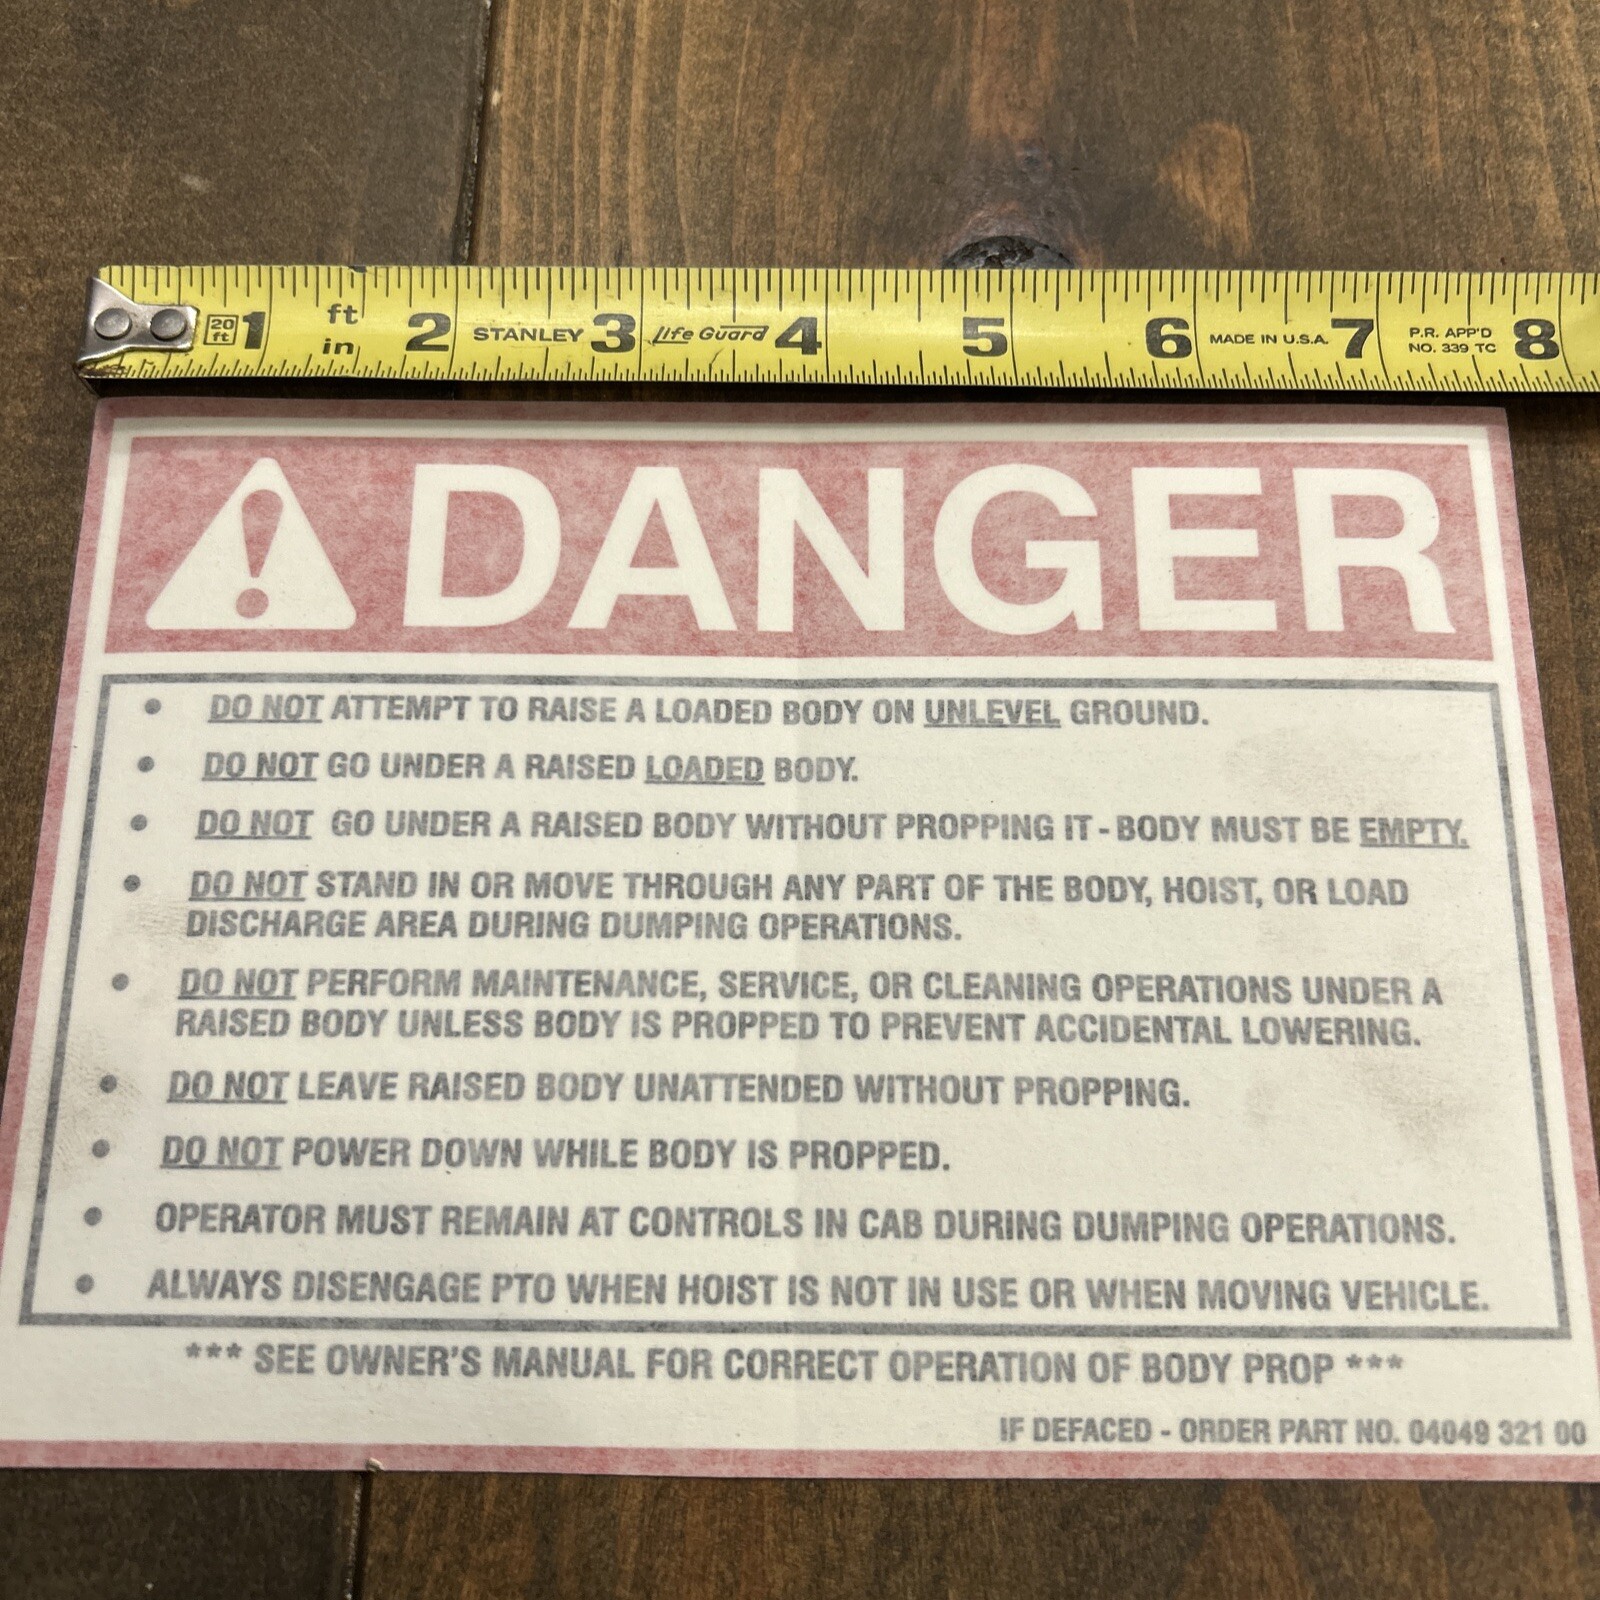 20 ft 1 ft in 2 STANLEY 3 Life Guard 4 5 6 MADE IN U.S.A. 7 P.R. APP'D NO. 339 TC 8
DANGER
• DO NOT ATTEMPT TO RAISE A LOADED BODY ON UNLEVEL GROUND.
• DO NOT GO UNDER A RAISED LOADED BODY.
• DO NOT GO UNDER A RAISED BODY WITHOUT PROPPING IT - BODY MUST BE EMPTY.
• DO NOT STAND IN OR MOVE THROUGH ANY PART OF THE BODY, HOIST, OR LOAD
DISCHARGE AREA DURING DUMPING OPERATIONS.
• DO NOT PERFORM MAINTENANCE, SERVICE, OR CLEANING OPERATIONS UNDER A
RAISED BODY UNLESS BODY IS PROPPED TO PREVENT ACCIDENTAL LOWERING.
• DO NOT LEAVE RAISED BODY UNATTENDED WITHOUT PROPPING.
• DO NOT POWER DOWN WHILE BODY IS PROPPED.
• OPERATOR MUST REMAIN AT CONTROLS IN CAB DURING DUMPING OPERATIONS.
• ALWAYS DISENGAGE PTO WHEN HOIST IS NOT IN USE OR WHEN MOVING VEHICLE.
*** SEE OWNER'S MANUAL FOR CORRECT OPERATION OF BODY PROP ***
IF DEFACED - ORDER PART NO. 04049 321 00